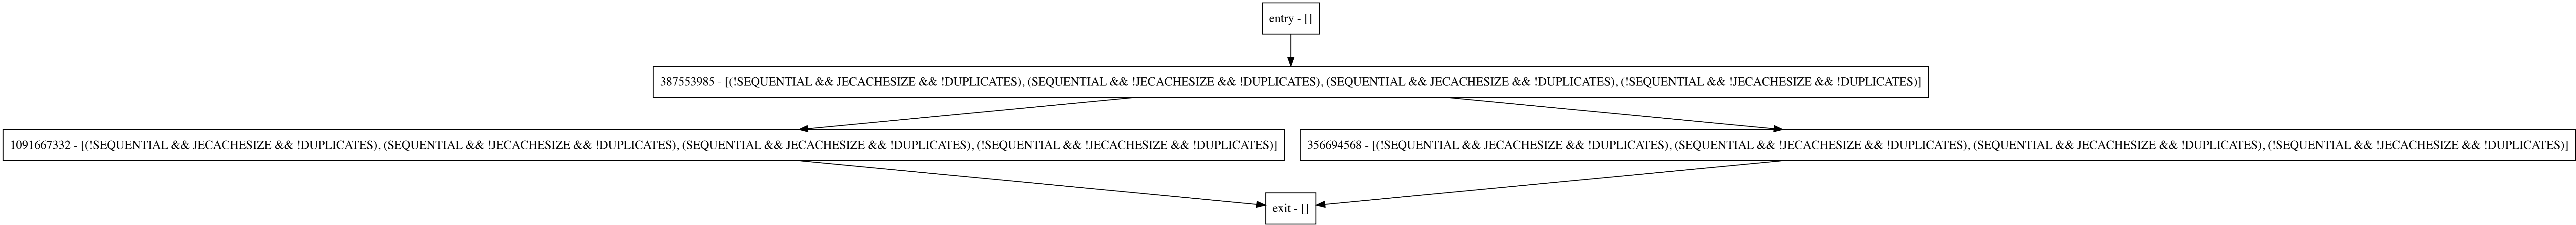 entry - []
387553985 - [(!SEQUENTIAL && JECACHESIZE && !DUPLICATES), (SEQUENTIAL && !JECACHESIZE && !DUPLICATES), (SEQUENTIAL && JECACHESIZE && !DUPLICATES), (!SEQUENTIAL && !JECACHESIZE && !DUPLICATES)]
1091667332 - [(!SEQUENTIAL && JECACHESIZE && !DUPLICATES), (SEQUENTIAL && !JECACHESIZE && !DUPLICATES), (SEQUENTIAL && JECACHESIZE && !DUPLICATES), (!SEQUENTIAL && !JECACHESIZE && !DUPLICATES)]
356694568 - [(!SEQUENTIAL && JECACHESIZE && !DUPLICATES), (SEQUENTIAL && !JECACHESIZE && !DUPLICATES), (SEQUENTIAL && JECACHESIZE && !DUPLICATES), (!SEQUENTIAL && !JECACHESIZE && !DUPLICATES)]
exit - []